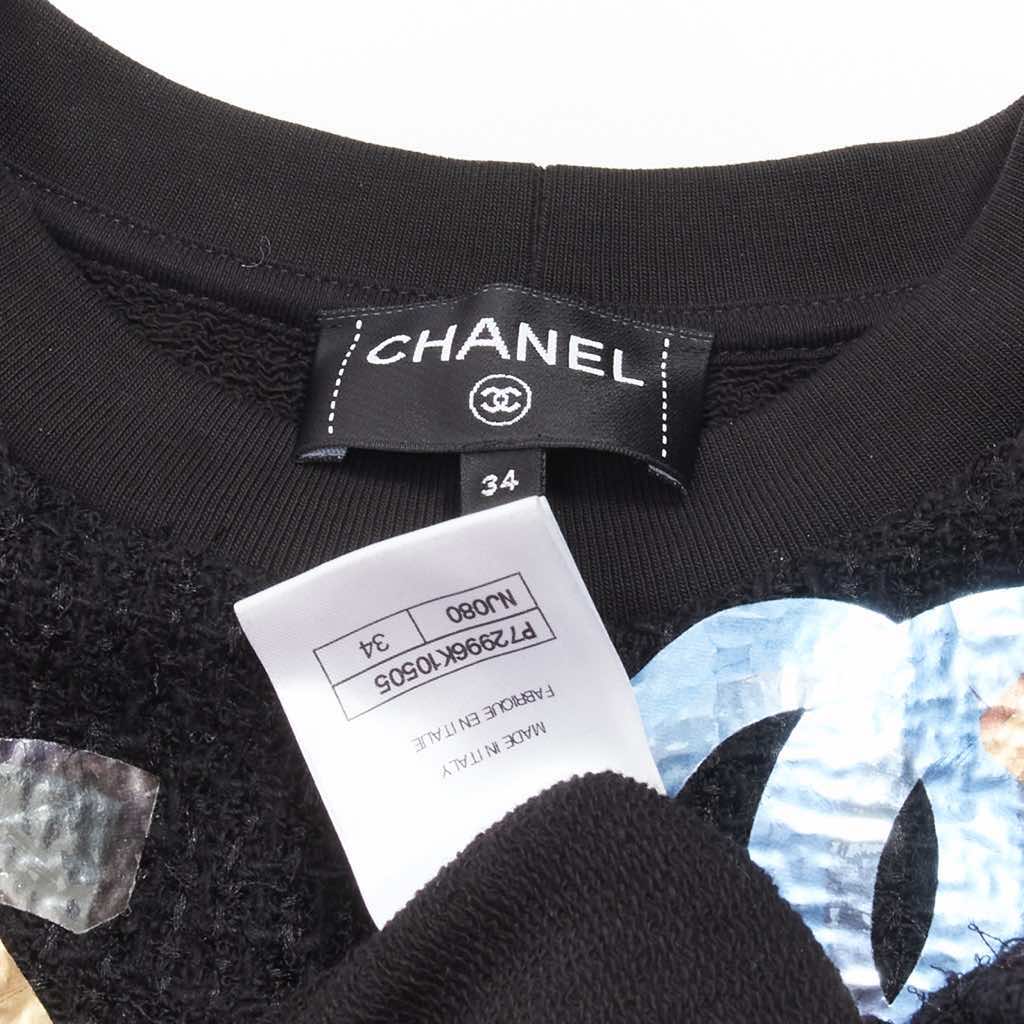 CHANEL
34
MADE IN ITALY
FABRIQUE EN ITALIE
P72996K10505
34 NJ080